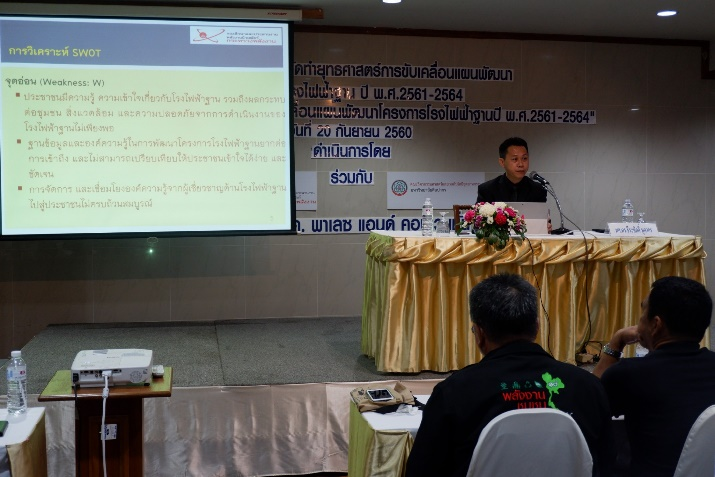 การวิเคราะห์ SWOT
จุดอ่อน (Weakness: W)
ประชาชนมีความรู้ ความเข้าใจเกี่ยวกับโรงไฟฟ้าฐาน รวมถึงผลกระทบ
ต่อชุมชน สิ่งแวดล้อม และความปลอดภัยจากการดำเนินงานของ
โรงไฟฟ้าฐานไม่เพียงพอ
ฐานข้อมูลและองค์ความรู้ในการพัฒนาโครงการโรงไฟฟ้าฐานยากต่อ
การเข้าถึง และไม่สามารถเปรียบเทียบให้ประชาชนเข้าใจได้ง่าย และ
ชัดเจน
การจัดการ และเชื่อมโยงองค์ความรู้จากผู้เชี่ยวชาญด้านโรงไฟฟ้าฐาน
ไปสู่ประชาชนไม่ครบถ้วนสมบูรณ์
ทำยุทธศาสตร์การขับเคลื่อนแผนพัฒนา
ไฟฟ้าฐาน ปี พ.ศ.2561-2564
แผนพัฒนาโครงการโรงไฟฟ้าฐานปี พ.ศ.2561-2564"
วันที่ 20 กันยายน 2560
ดำเนินการโดย
ร่วมกับ
พาเลซ แอนด์
พลังงาน
ชุมชน